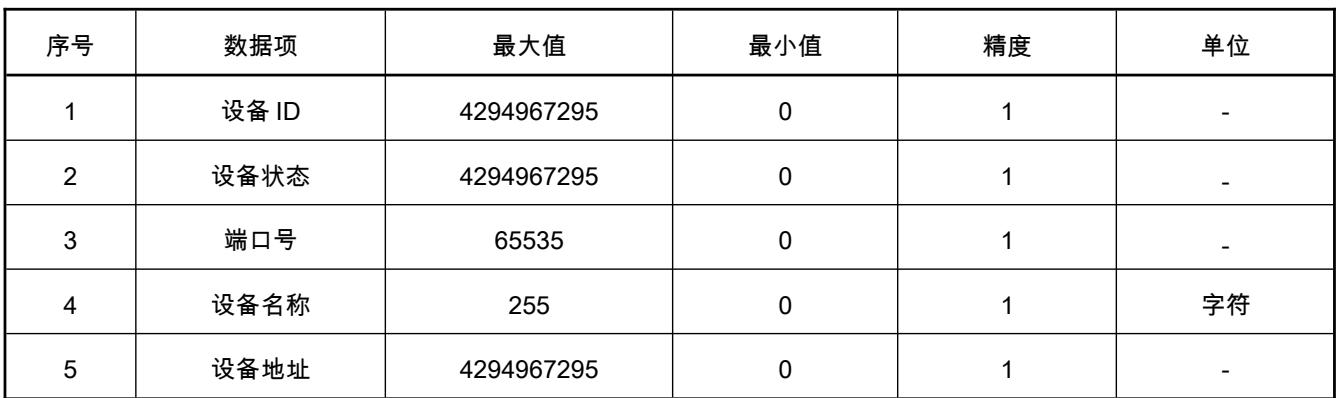 序号 数据项 最大值 最小值 精度 单位
1 设备 ID 4294967295 0 1 -
2 设备状态 4294967295 0 1 -
3 端口号 65535 0 1 -
4 设备名称 255 0 1 字符
5 设备地址 4294967295 0 1 -